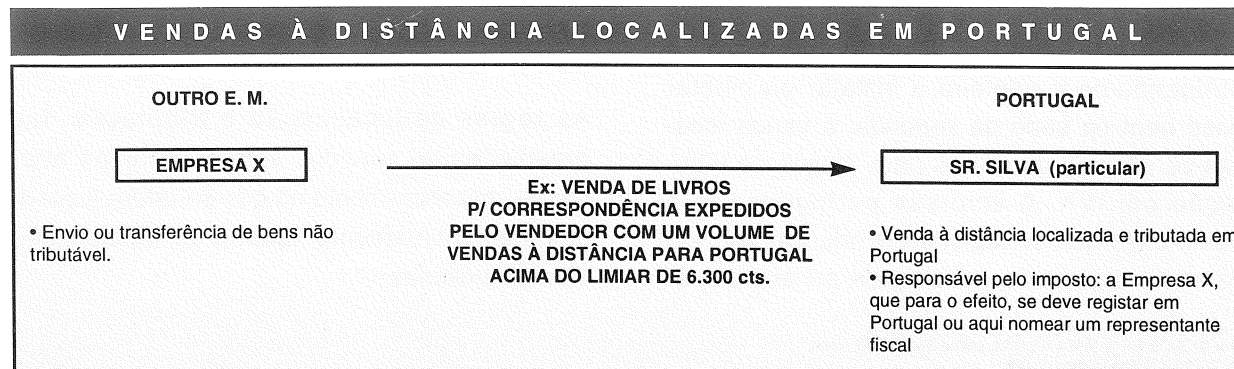 VENDAS À DISTÂNCIA LOCALIZADAS EM PORTUGAL
OUTRO E. M.
PORTUGAL
EMPRESA X
SR. SILVA (particular)
Ex: VENDA DE LIVROS
P/ CORRESPONDÊNCIA EXPEDIDOS
PELO VENDEDOR COM UM VOLUME DE
VENDAS À DISTÂNCIA PARA PORTUGAL
ACIMA DO LIMIAR DE 6.300 cts.
• Envio ou transferência de bens não
tributável.
• Venda à distância localizada e tributada em
Portugal
• Responsável pelo imposto: a Empresa X,
que para o efeito, se deve registar em
Portugal ou aqui nomear um representante
fiscal